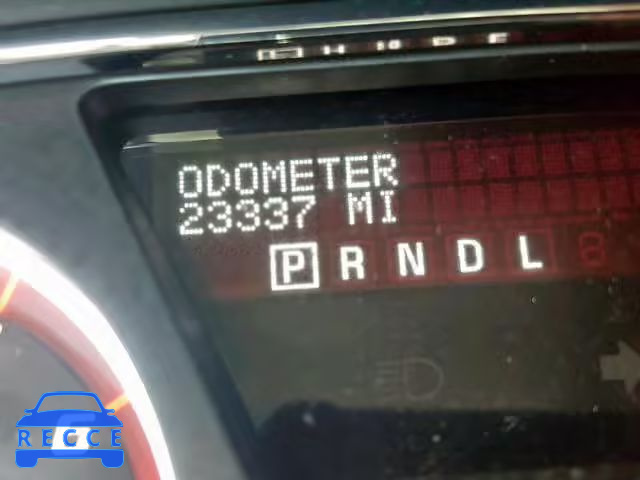 ODOMETER
23337 MI
P R N D L
RECCE